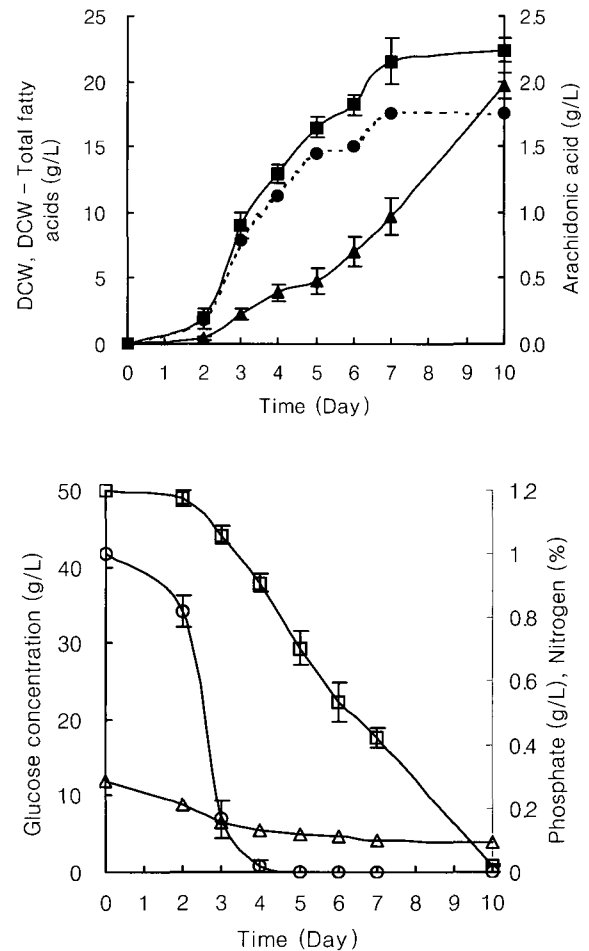 25
20
15
10
5
0
2.5
2.0
1.5
1.0
0.5
0.0
DCW, DCW – Total fatty
acids (g/L)
Arachidonic acid (g/L)
0 1 2 3 4 5 6 7 8 9 10
Time (Day)
50
40
30
20
10
0
1.2
1
0.8
0.6
0.4
0.2
0
Glucose concentration (g/L)
Phosphate (g/L), Nitrogen (%)
0 1 2 3 4 5 6 7 8 9 10
Time (Day)